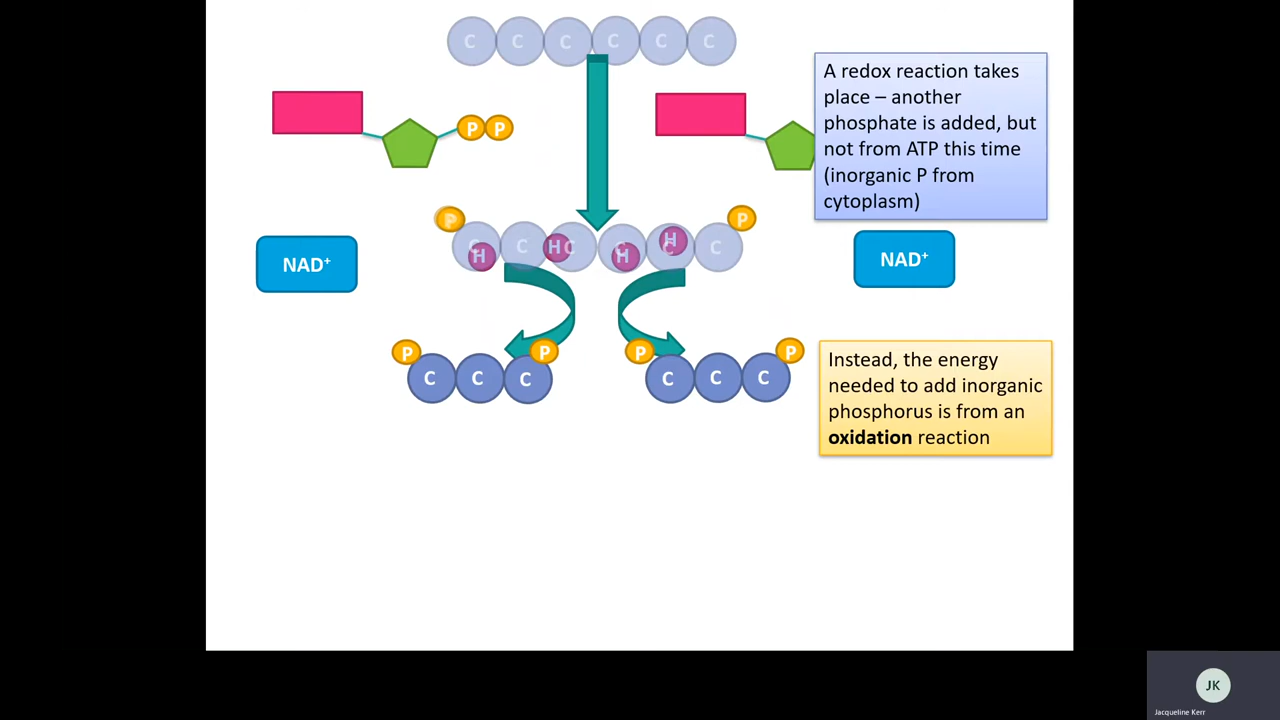 C C C C C C
P P
A redox reaction takes
place – another
phosphate is added, but
not from ATP this time
(inorganic P from
cytoplasm)
P P
C H C H C C H C H C
NAD⁺ NAD⁺
P P P P
C C C C C C
Instead, the energy
needed to add inorganic
phosphorus is from an
oxidation reaction
JK
Jacqueline Kerr